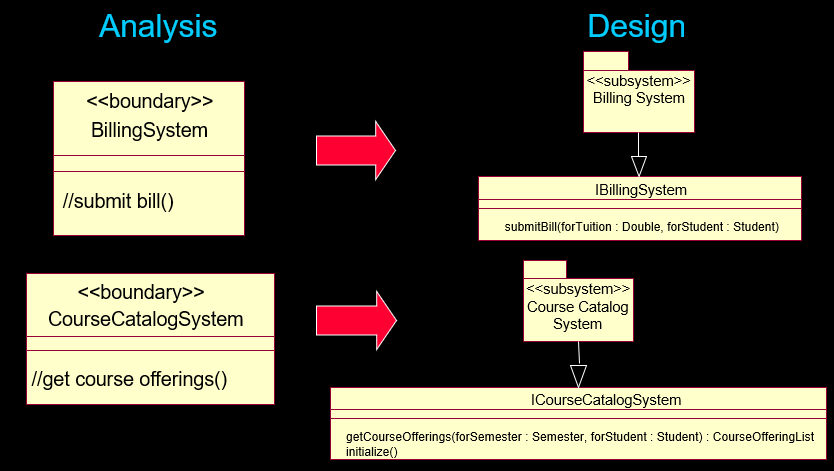 Analysis
Design
<<boundary>>
BillingSystem
//submit bill()
<<subsystem>>
Billing System
IBillingSystem
submitBill(forTuition : Double, forStudent : Student)
<<boundary>>
CourseCatalogSystem
//get course offerings()
<<subsystem>>
Course Catalog
System
ICourseCatalogSystem
getCourseOfferings(forSemester : Semester, forStudent : Student) : CourseOfferingList
initialize()